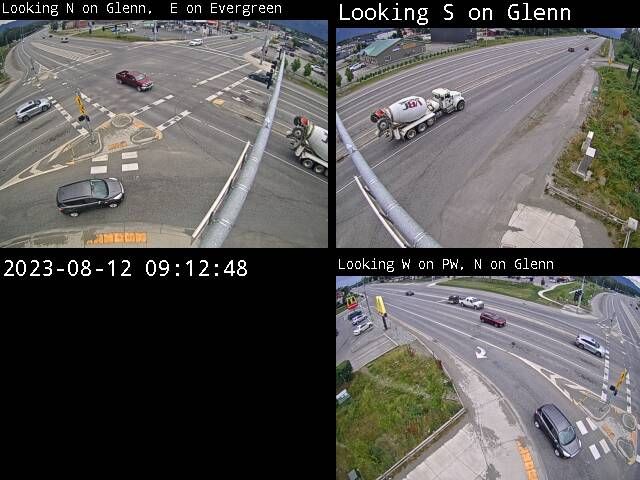 Looking N on Glenn,  E on Evergreen
Looking S on Glenn
2023-08-12 09:12:48
Looking W on PW, N on Glenn